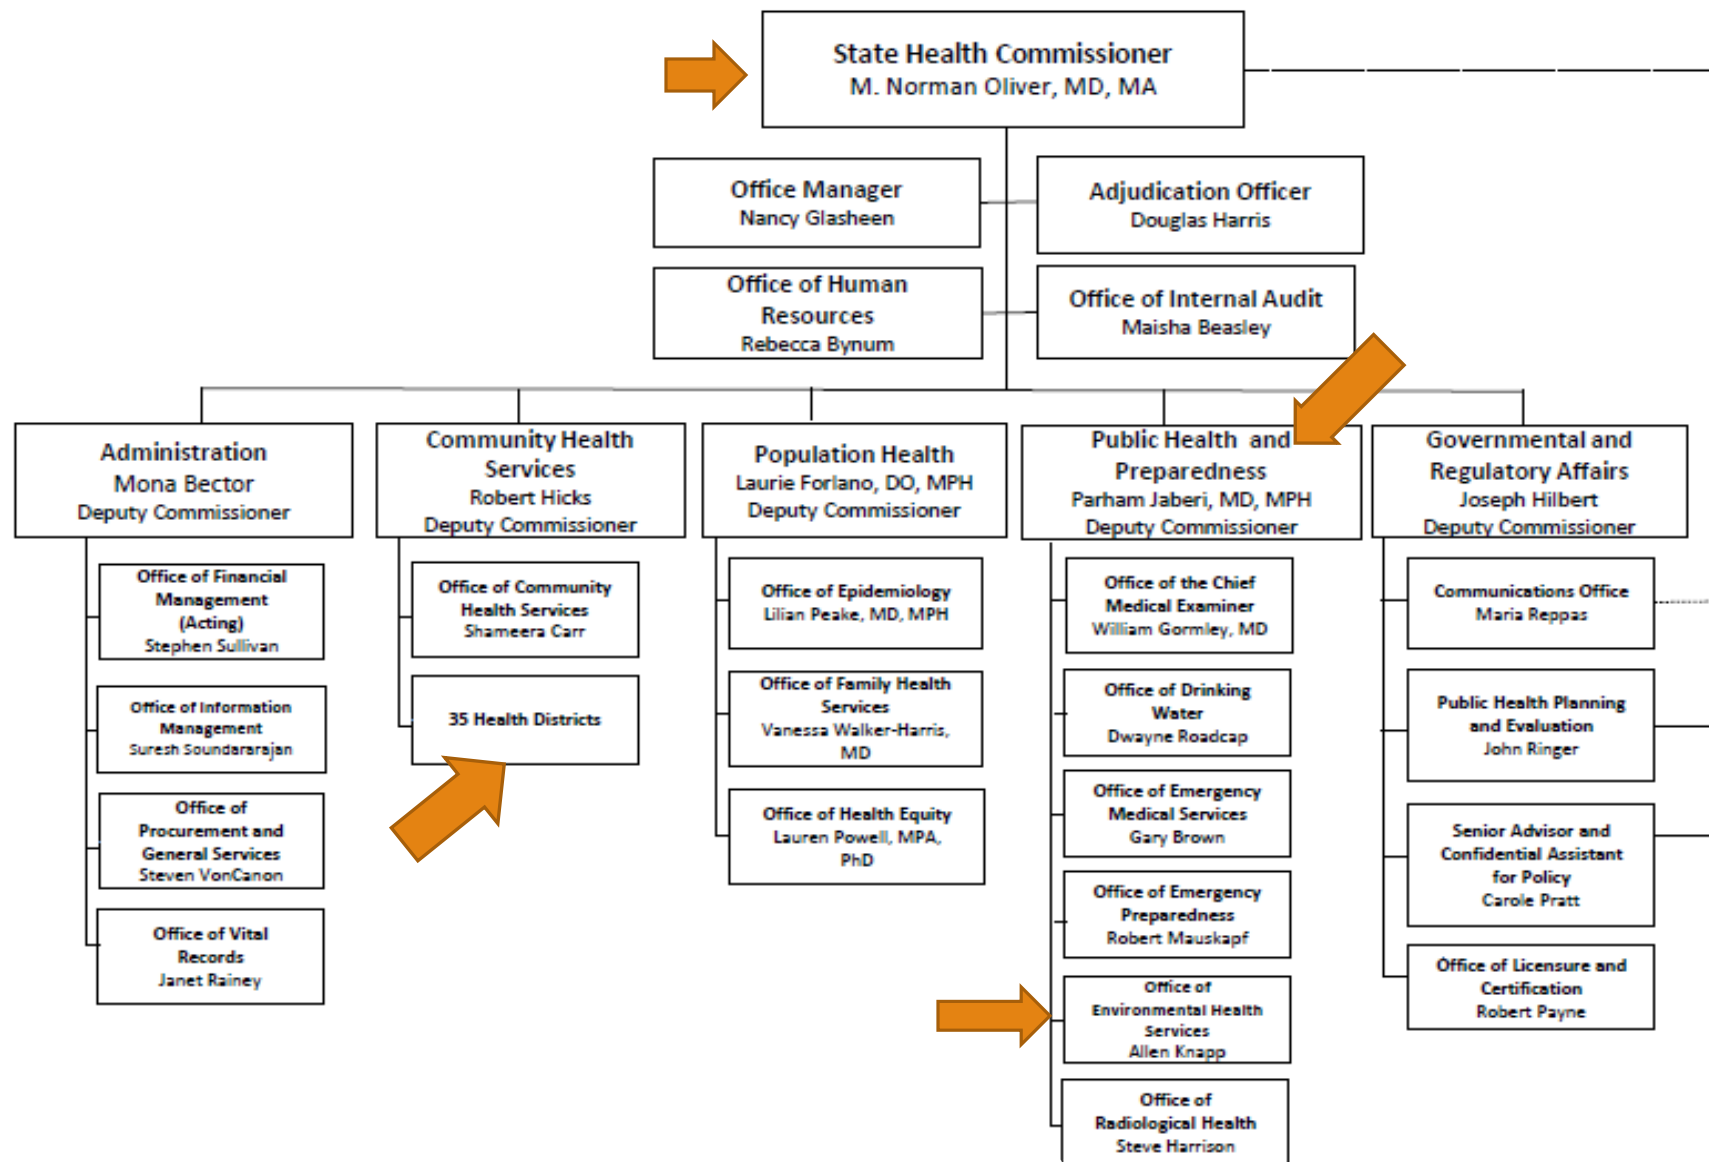 State Health Commissioner
M. Norman Oliver, MD, MA
Office Manager
Nancy Glasheen
Adjudication Officer
Douglas Harris
Office of Human
Resources
Rebecca Bynum
Office of Internal Audit
Maisha Beasley
Administration
Mona Bector
Deputy Commissioner
Office of Financial
Management
(Acting)
Stephen Sullivan
Office of Information
Management
Suresh Soundararajan
Office of
Procurement and
General Services
Steven VonCanon
Office of Vital
Records
Janet Rainey
Community Health
Services
Robert Hicks
Deputy Commissioner
Office of Community
Health Services
Shameera Carr
35 Health Districts
Population Health
Laurie Forlano, DO, MPH
Deputy Commissioner
Office of Epidemiology
Lilian Peake, MD, MPH
Office of Family Health
Services
Vanessa Walker-Harris,
MD
Office of Health Equity
Lauren Powell, MPA,
PhD
Public Health and
Preparedness
Parham Jaberi, MD, MPH
Deputy Commissioner
Office of the Chief
Medical Examiner
William Gormley, MD
Office of Drinking
Water
Dwayne Roadcap
Office of Emergency
Medical Services
Gary Brown
Office of Emergency
Preparedness
Robert Mauskapf
Office of
Environmental Health
Services
Allen Knapp
Office of
Radiological Health
Steve Harrison
Governmental and
Regulatory Affairs
Joseph Hilbert
Deputy Commissioner
Communications Office
Maria Reppas
Public Health Planning
and Evaluation
John Ringer
Senior Advisor and
Confidential Assistant
for Policy
Carole Pratt
Office of Licensure and
Certification
Robert Payne